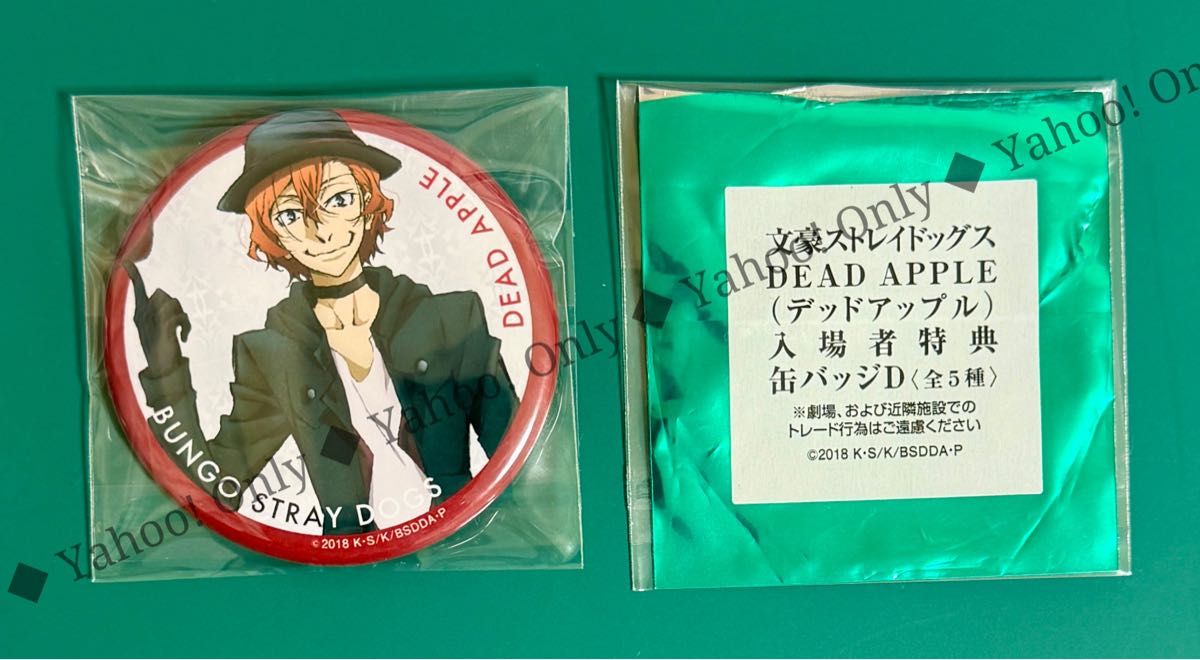 DEAD APPLE
BUNGO STRAY DOGS
©2018 K・S/K/BSDDA・P
文豪ストレイドッグス
DEAD APPLE
(デッドアップル)
入場者特典
缶バッジD〈全5種〉
※劇場、および近隣施設での
トレード行為はご遠慮ください
©2018 K・S/K/BSDDA・P
◆ Yahoo! Only ◆ Yahoo! Only ◆ Yahoo! Only ◆ Yahoo! On